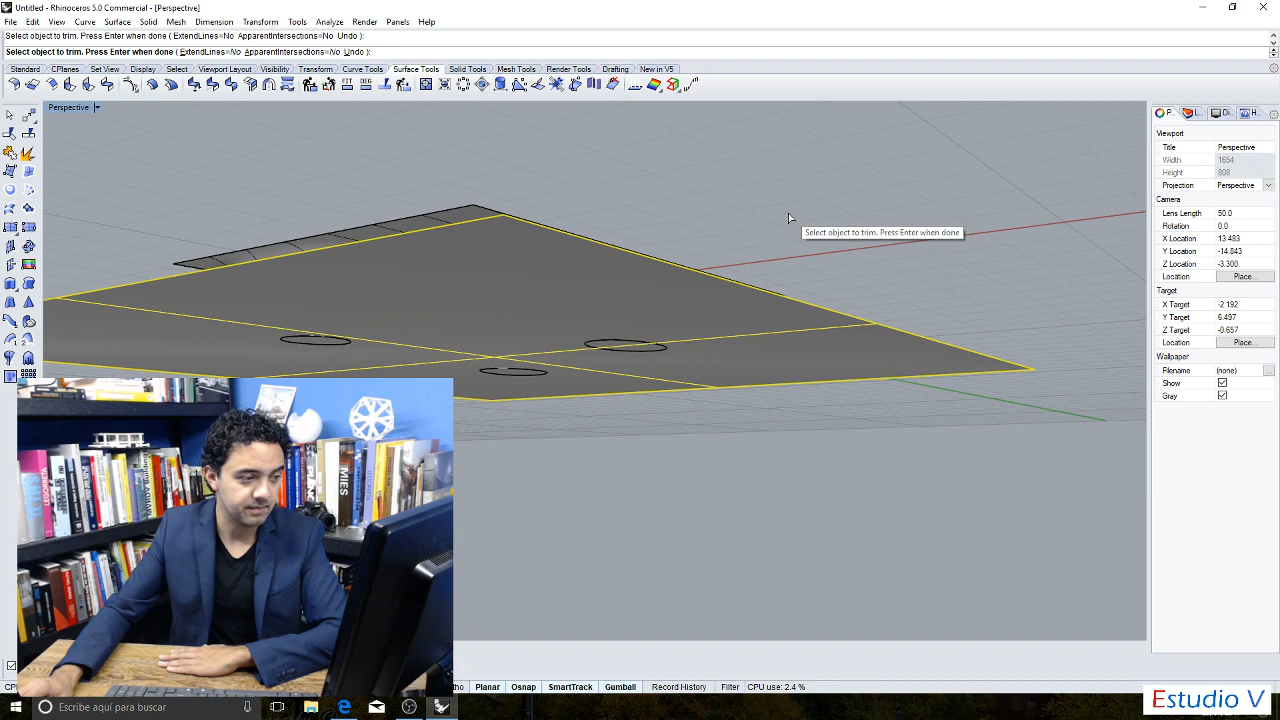 Untitled - Rhinoceros 5.0 Commercial - [Perspective]
File Edit View Curve Surface Solid Mesh Dimension Transform Tools Analyze Render Panels Help
Select object to trim. Press Enter when done ( ExtendLines=No ApparentIntersections=No Undo ):
Select object to trim. Press Enter when done ( ExtendLines=No ApparentIntersections=No Undo ):
Standard CPlanes Set View Display Select Viewport Layout Visibility Transform Curve Tools Surface Tools Solid Tools Mesh Tools Render Tools Drafting New in V5
FIT DEG
Perspective
P... L... Di... H...
Viewport
Title Perspective
Width 1654
Height 808
Projection Perspective
Camera
Lens Length 50.0
Rotation 0.0
X Location 13.483
Y Location -14.843
Z Location -3.300
Location Place...
Target
X Target -2.192
Y Target 6.497
Z Target -0.657
Location Place...
Wallpaper
Filename (none) ...
Show
Gray
Select object to trim. Press Enter when done
MIES
Planar Osnap SmartTrack Gumball Record History Filter CPU use: 2.4 %
Escribe aquí para buscar
Estudio V